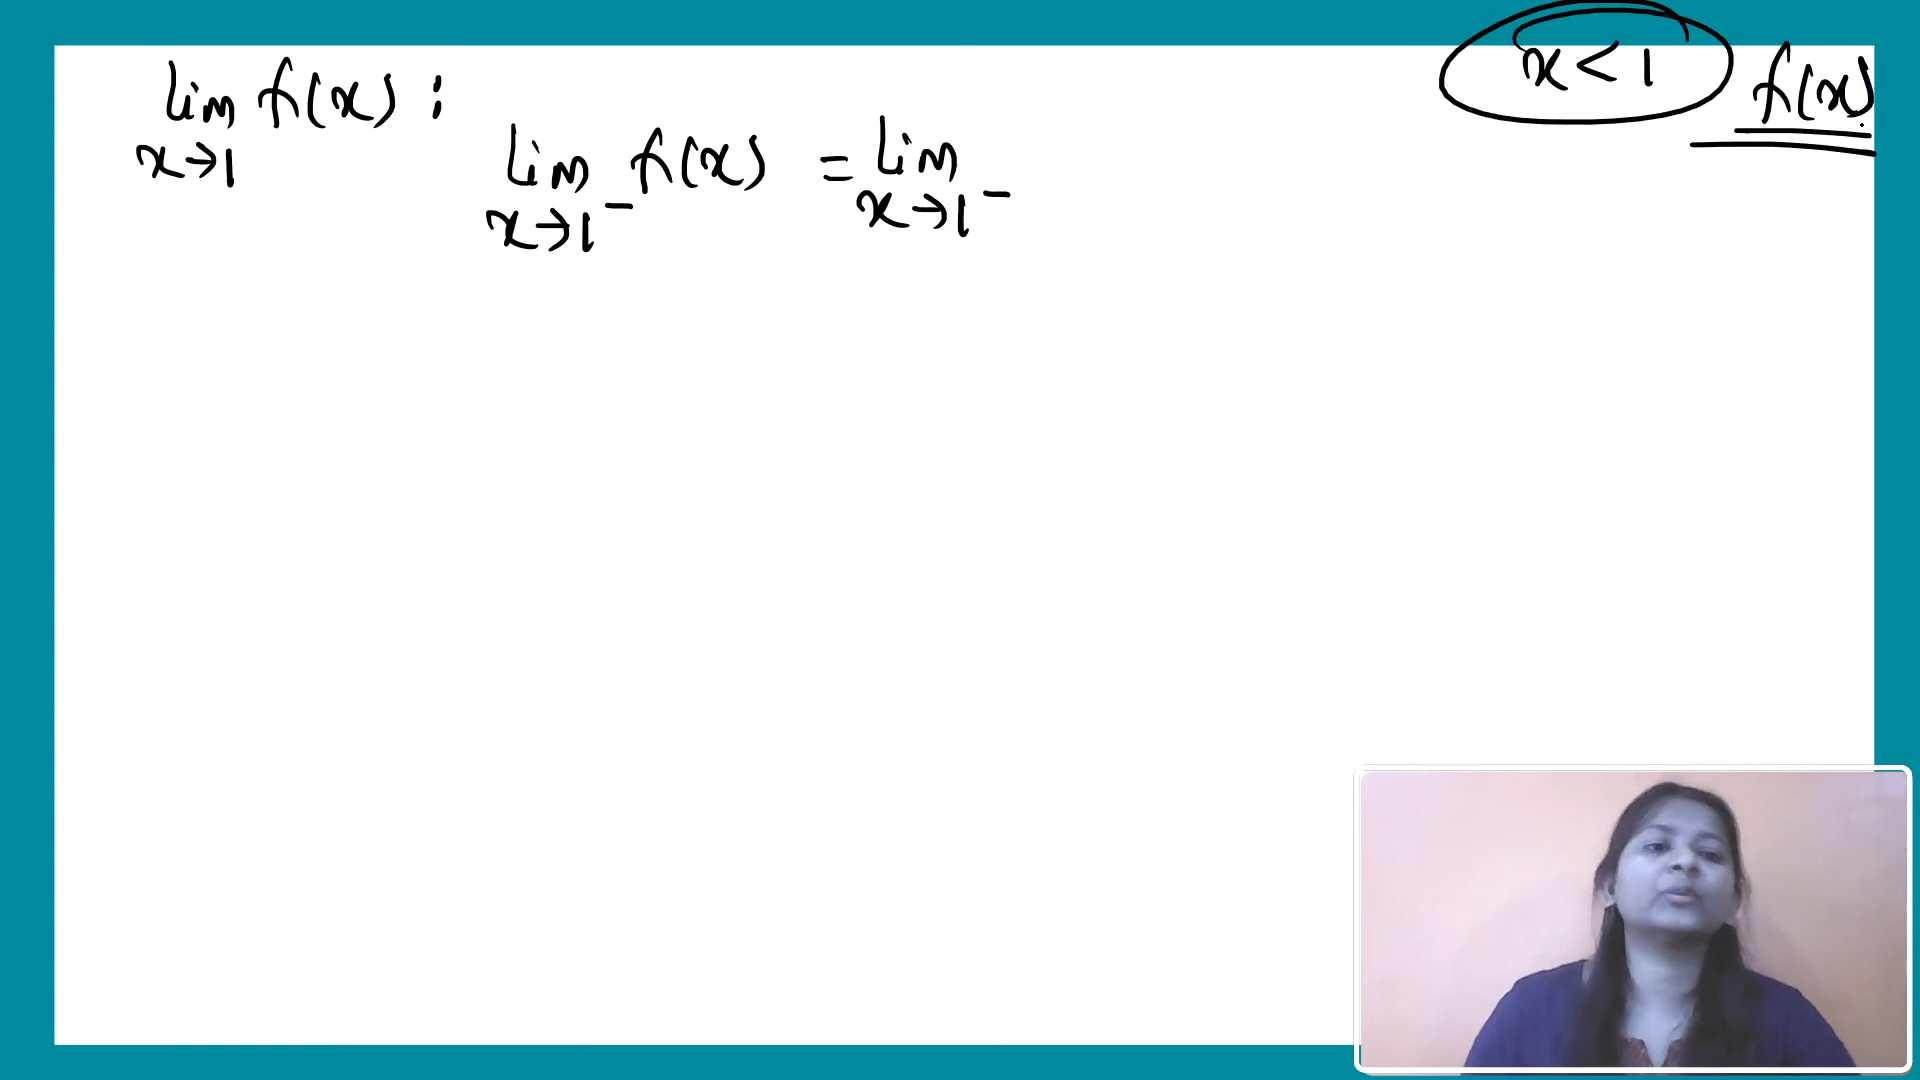 lim f(x) :
x→1
lim f(x) = lim
x→1⁻ x→1⁻
x < 1 f(x)